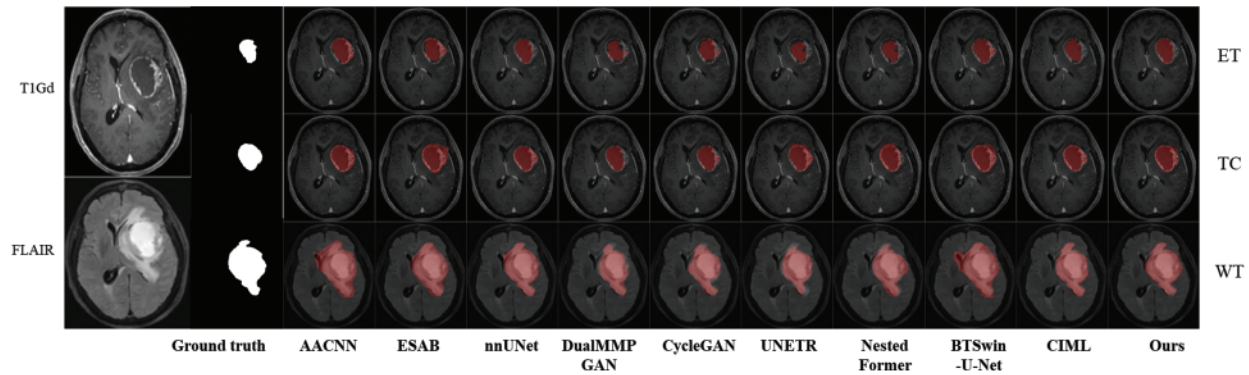 T1Gd
FLAIR
ET
TC
WT
Ground truth AACNN ESAB nnUNet DualMMP CycleGAN UNETR Nested BTSwin CIML Ours
GAN Former -U-Net